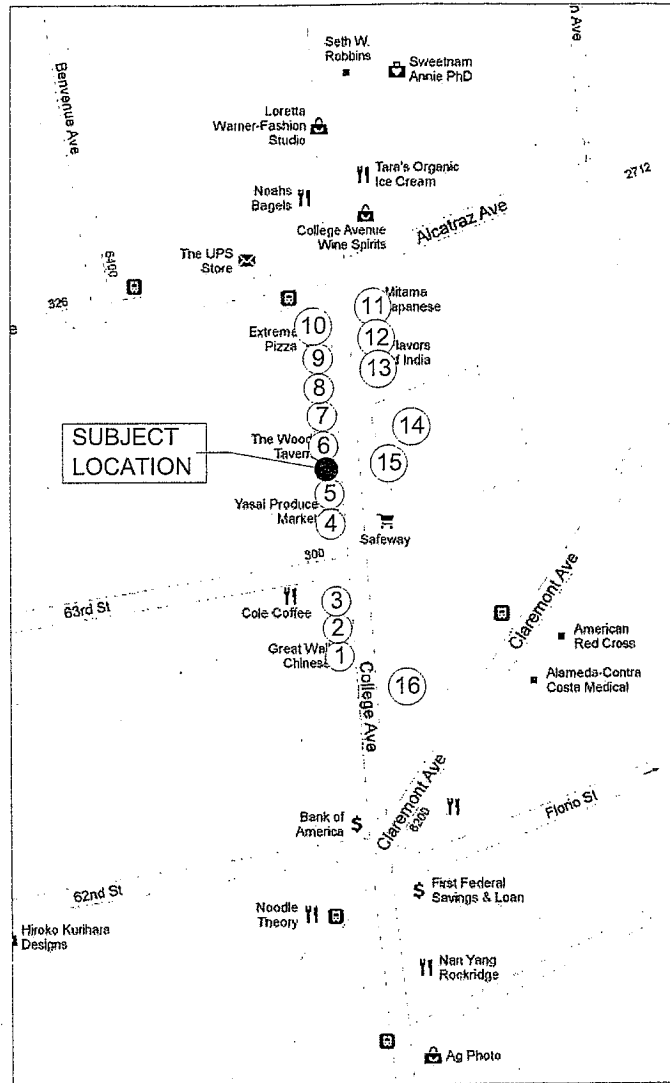 n Ave
Seth W.
Robbins
Sweetnam
Annie PhD
Benvenue Ave
Loretta
Warner-Fashion
Studio
Tara's Organic
Ice Cream
2712
Noahs
Bagels
College Avenue
Wine Spirits
Alcatraz Ave
6400
The UPS
Store
326
e
11
Mitama
Japanese
10
Extreme
Pizza
12
Flavors
of India
9
13
8
7
14
SUBJECT
LOCATION
The Wood
Tavern
6
15
5
Yasai Produce
Market
4
Safeway
300
63rd St
Cole Coffee
3
2
Great Wall
Chinese
1
Claremont Ave
American
Red Cross
Alameda-Contra
Costa Medical
16
College Ave
Claremont Ave
6200
Florio St
Bank of
America
$
62nd St
$
First Federal
Savings & Loan
Noodle
Theory
Hiroko Kurihara
Designs
Nan Yang
Rockridge
Ag Photo